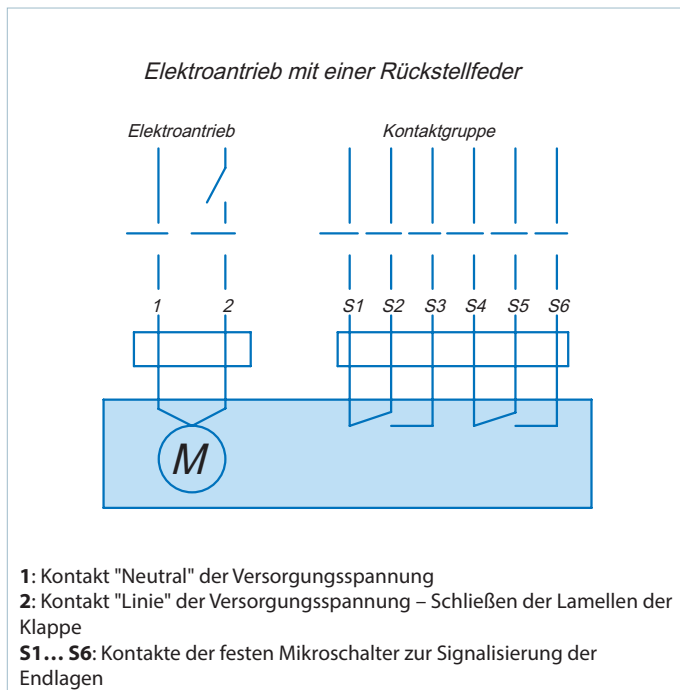 Elektroantrieb mit einer Rückstellfeder
Elektroantrieb Kontaktgruppe
1 2 S1 S2 S3 S4 S5 S6
M
1: Kontakt "Neutral" der Versorgungsspannung
2: Kontakt "Linie" der Versorgungsspannung – Schließen der Lamellen der
Klappe
S1... S6: Kontakte der festen Mikroschalter zur Signalisierung der
Endlagen